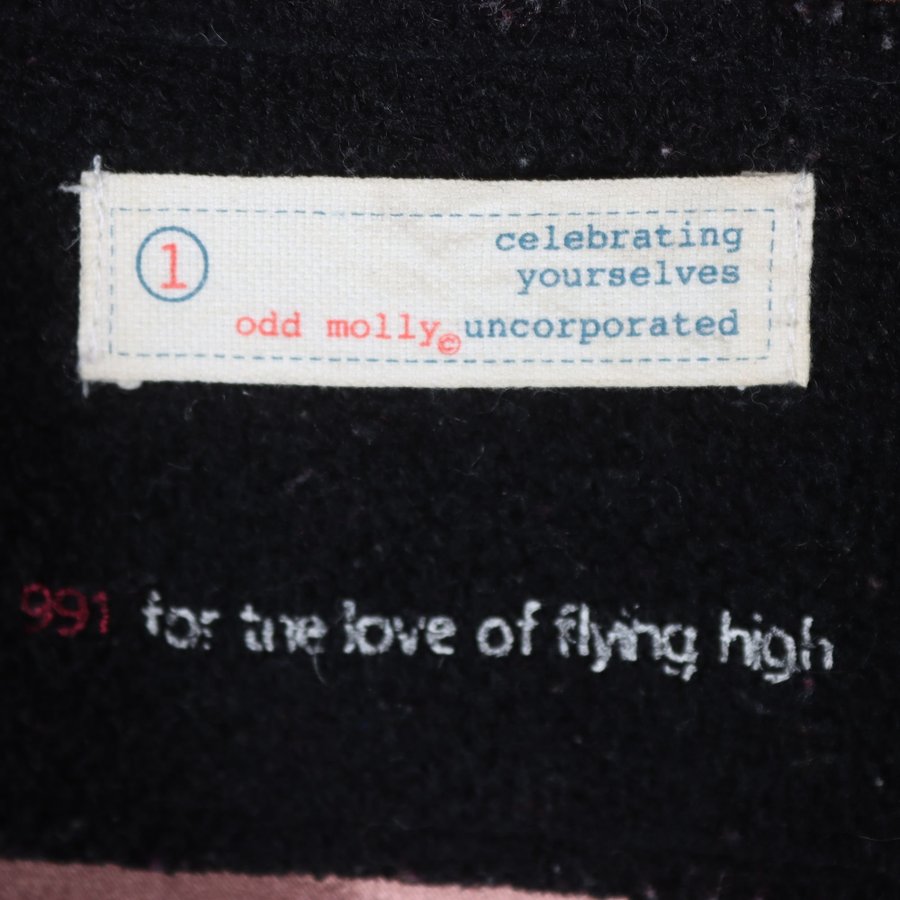 celebrating
yourselves
1
odd molly© uncorporated
991 for the love of flying high